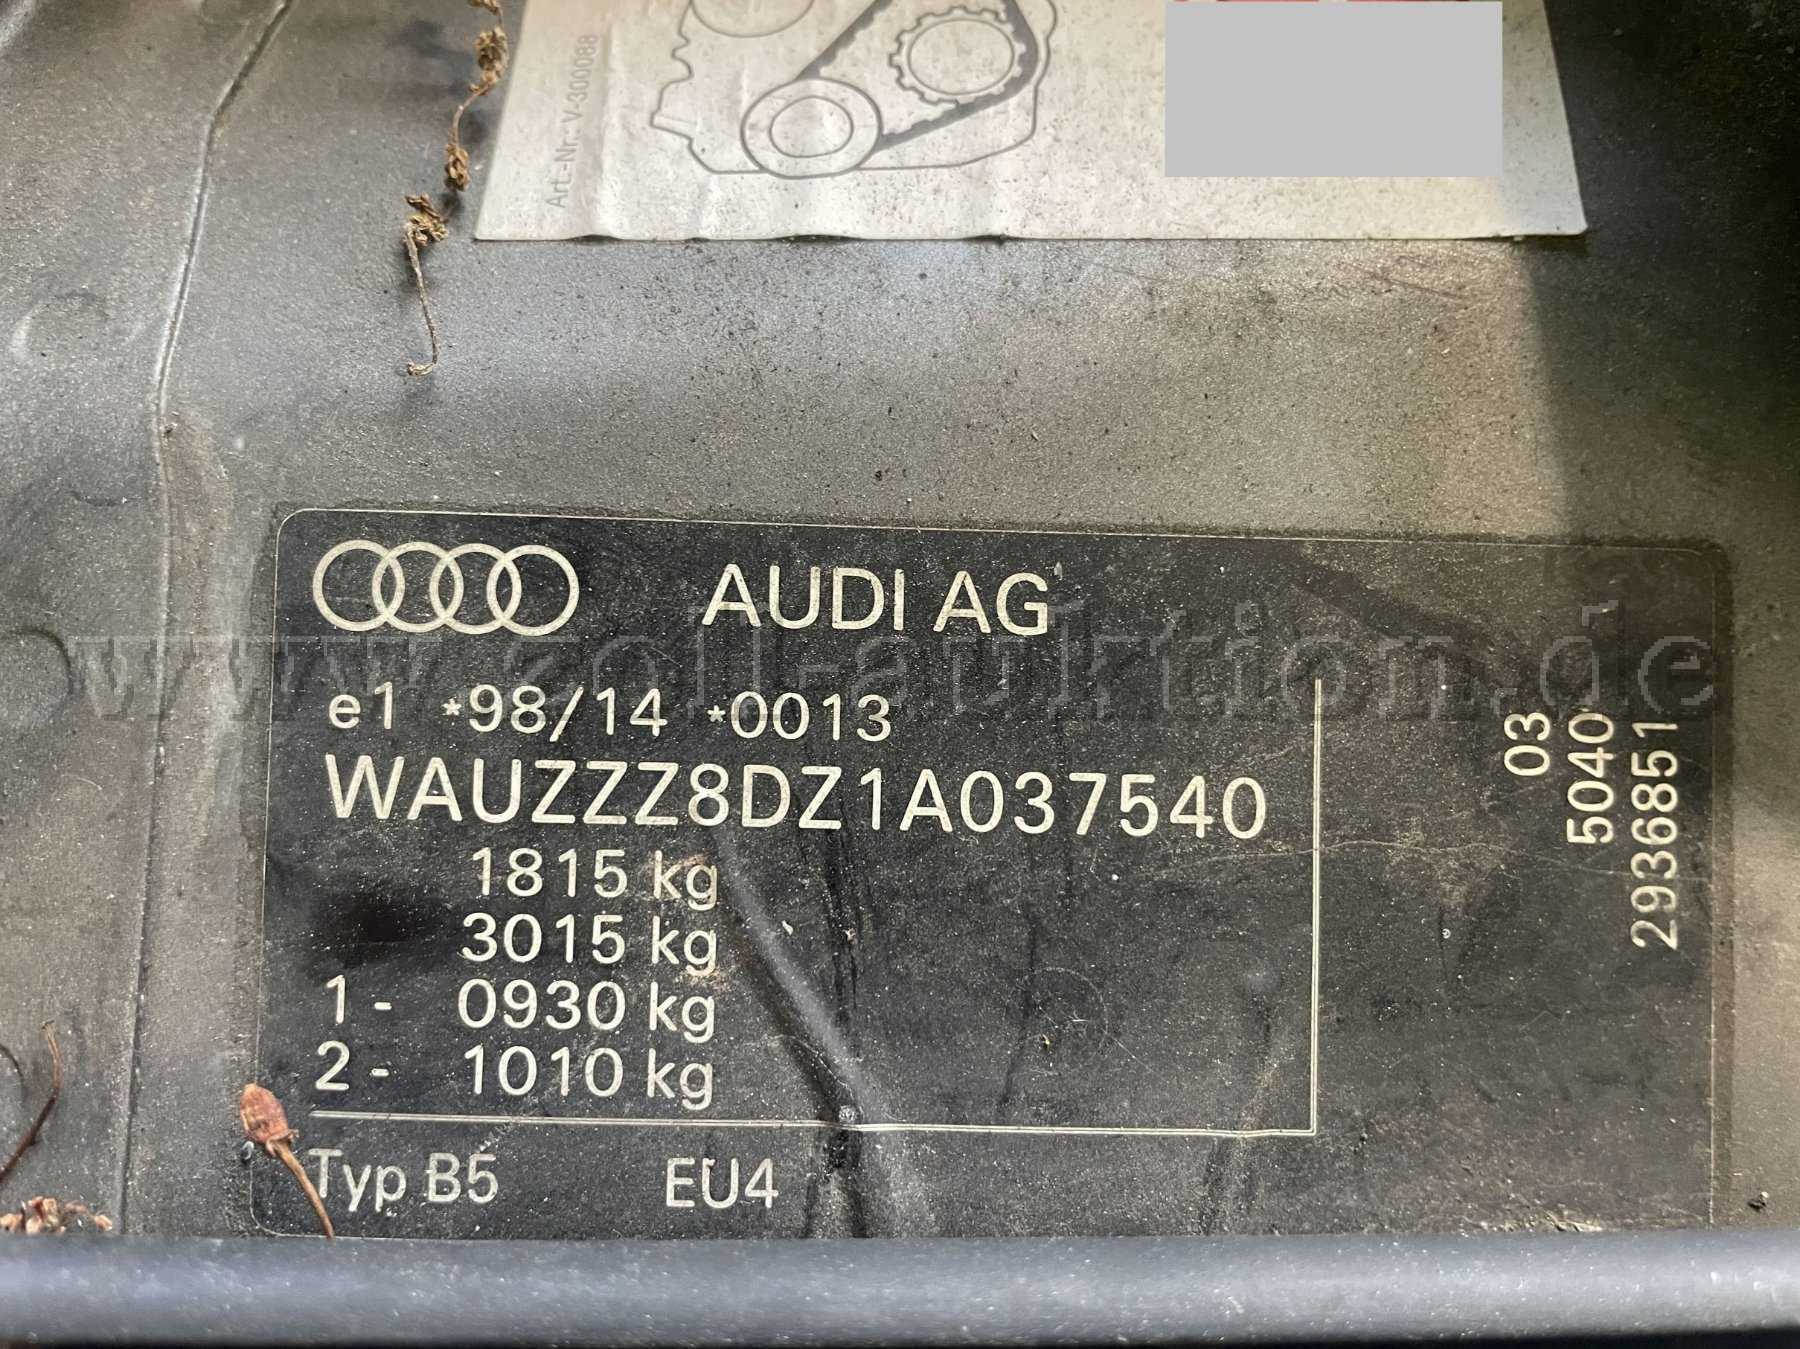 Art.-Nr.: V-300088
AUDI AG
www.zoll-auktion.de
e1 *98/14 *0013
WAUZZZ8DZ1A037540
1815 kg
3015 kg
1- 0930 kg
2- 1010 kg
Typ B5 EU4
03
5040
2936851